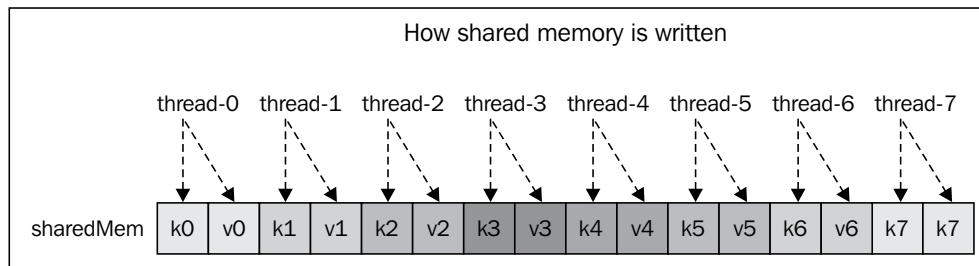 How shared memory is written
thread-0 thread-1 thread-2 thread-3 thread-4 thread-5 thread-6 thread-7
sharedMem k0 v0 k1 v1 k2 v2 k3 v3 k4 v4 k5 v5 k6 v6 k7 k7